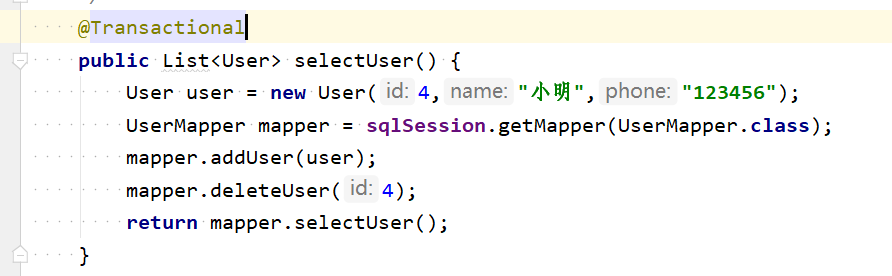 @Transactional
public List<User> selectUser() {
User user = new User( id: 4, name: "小明", phone: "123456");
UserMapper mapper = sqlSession.getMapper(UserMapper.class);
mapper.addUser(user);
mapper.deleteUser( id: 4);
return mapper.selectUser();
}